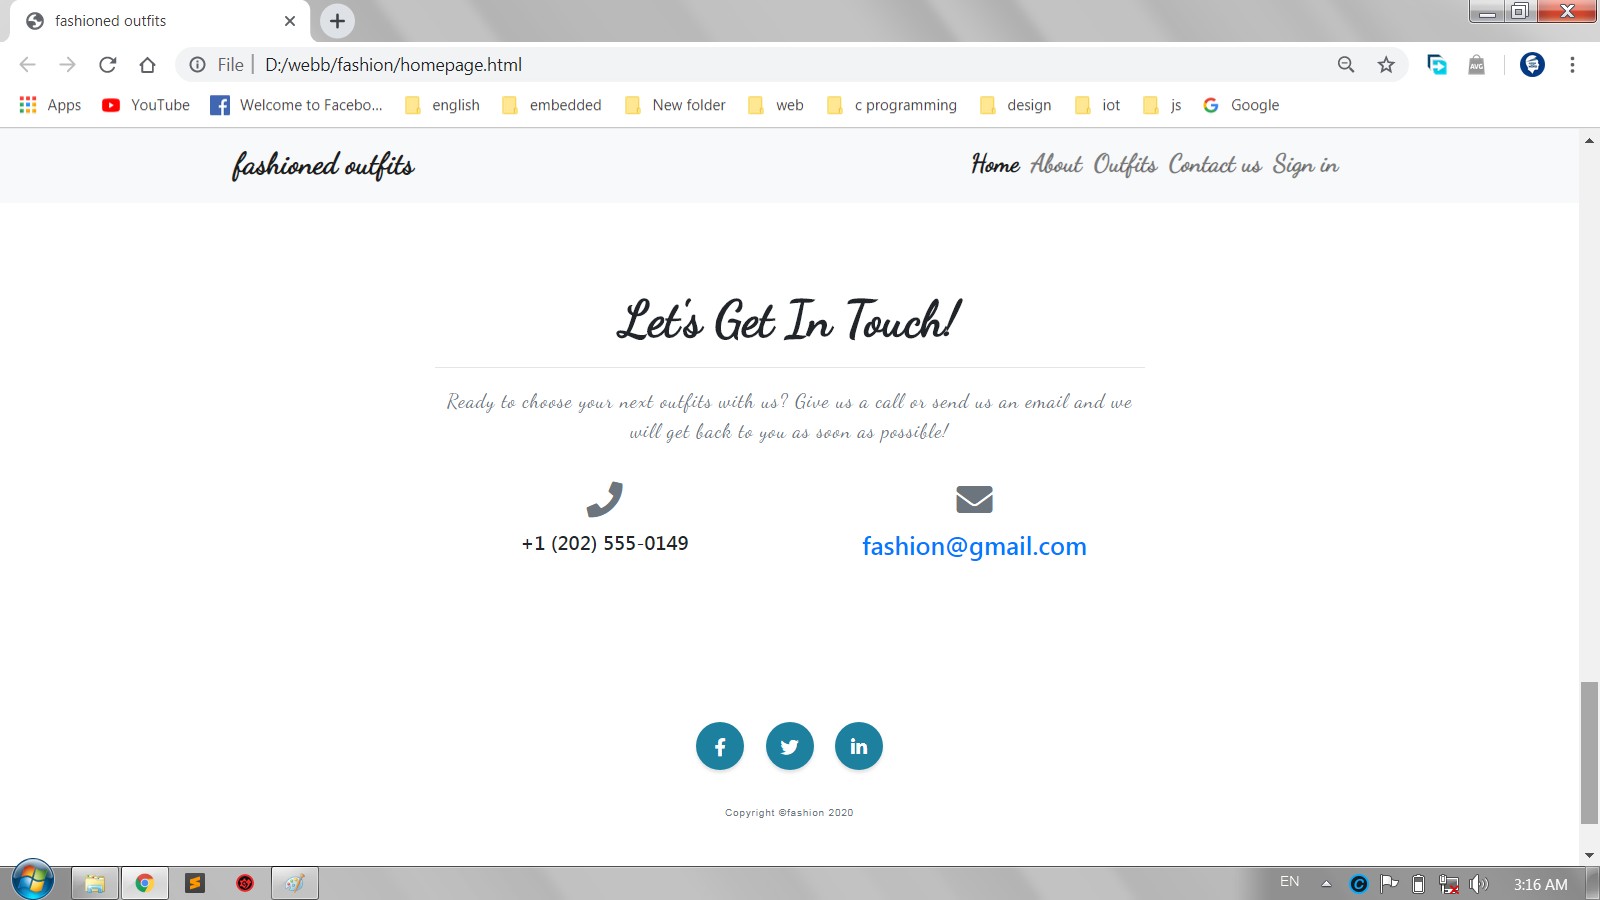 fashioned outfits
File D:/webb/fashion/homepage.html
AVG
Apps YouTube Welcome to Facebo... english embedded New folder web c programming design iot js Google
fashioned outfits Home About Outfits Contact us Sign in
Let's Get In Touch!
Ready to choose your next outfits with us? Give us a call or send us an email and we
will get back to you as soon as possible!
+1 (202) 555-0149
fashion@gmail.com
Copyright ©fashion 2020
EN 3:16 AM